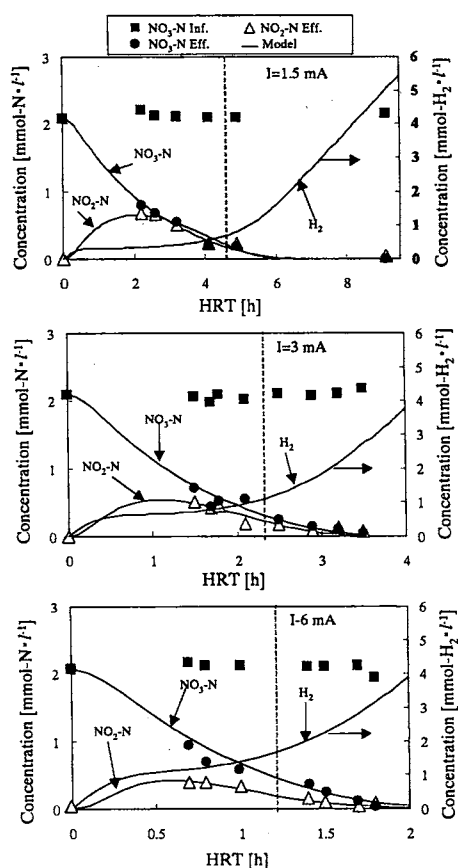 NO₃-N Inf.
NO₂-N Eff.
NO₃-N Eff.
Model
I=1.5 mA
Concentration [mmol-N·l⁻¹]
Concentration [mmol-H₂·l⁻¹]
3
2
1
0
6
5
4
3
2
1
0
NO₃-N
NO₂-N
H₂
0 2 4 6 8
HRT [h]
I=3 mA
Concentration [mmol-N·l⁻¹]
Concentration [mmol-H₂·l⁻¹]
3
2
1
0
6
5
4
3
2
1
0
NO₃-N
NO₂-N
H₂
0 1 2 3 4
HRT [h]
I-6 mA
Concentration [mmol-N·l⁻¹]
Concentration [mmol-H₂·l⁻¹]
3
2
1
0
6
5
4
3
2
1
0
NO₃-N
NO₂-N
H₂
0 0.5 1 1.5 2
HRT [h]